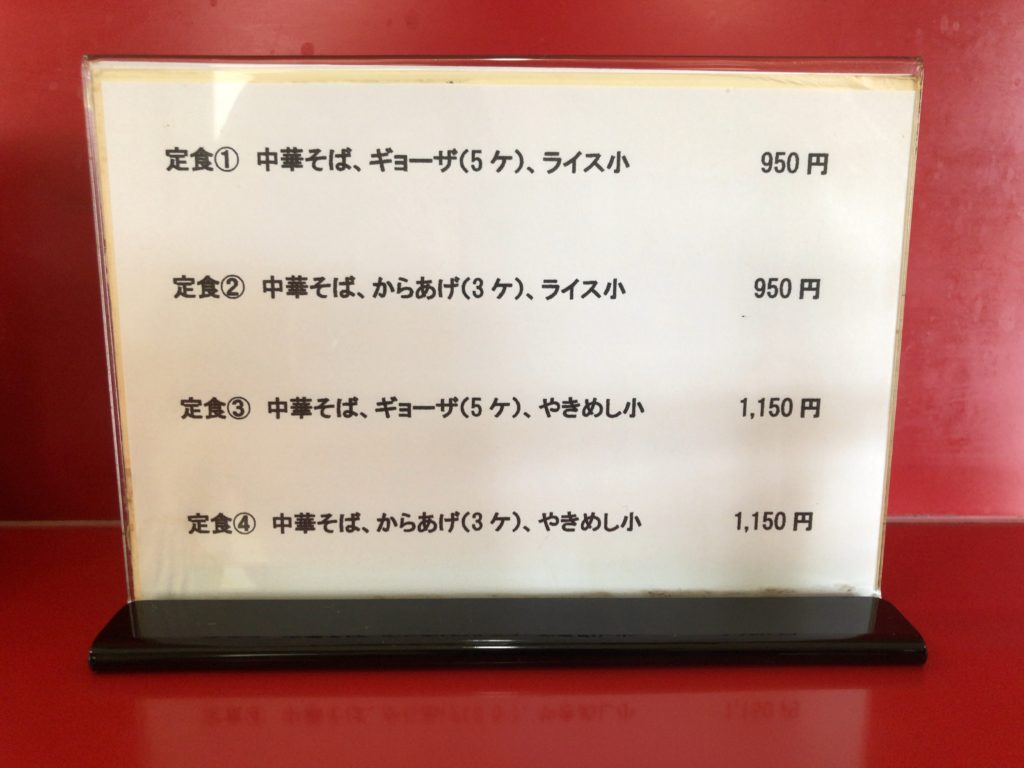 定食① 中華そば、ギョーザ(5ケ)、ライス小 950円
定食② 中華そば、からあげ(3ケ)、ライス小 950円
定食③ 中華そば、ギョーザ(5ケ)、やきめし小 1,150円
定食④ 中華そば、からあげ(3ケ)、やきめし小 1,150円